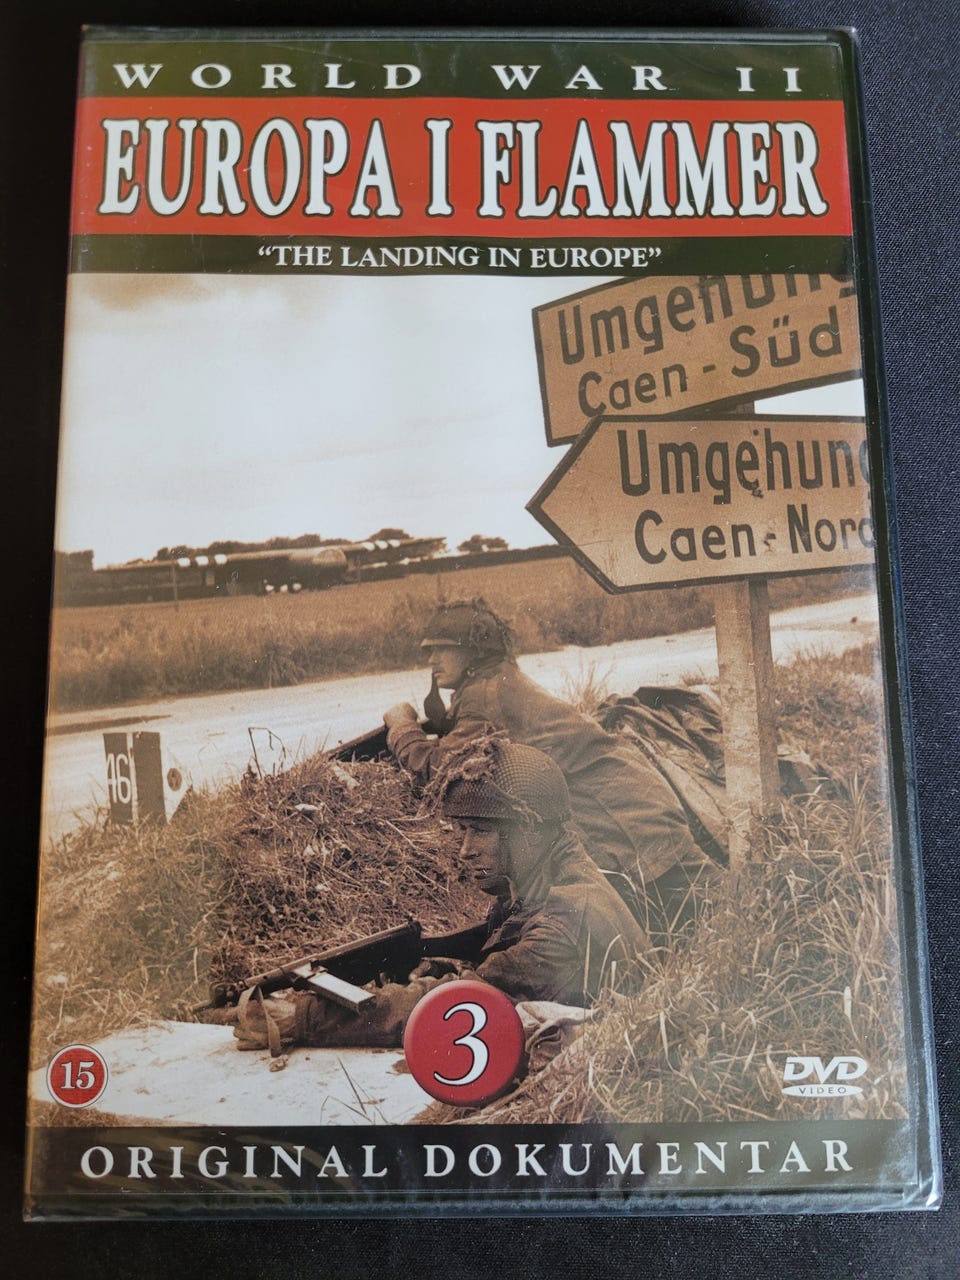 WORLD WAR II
EUROPA I FLAMMER
"THE LANDING IN EUROPE"
Umgehung
Caen - Süd
Umgehung
Caen - Nord
46
3
15
DVD
VIDEO
ORIGINAL DOKUMENTAR